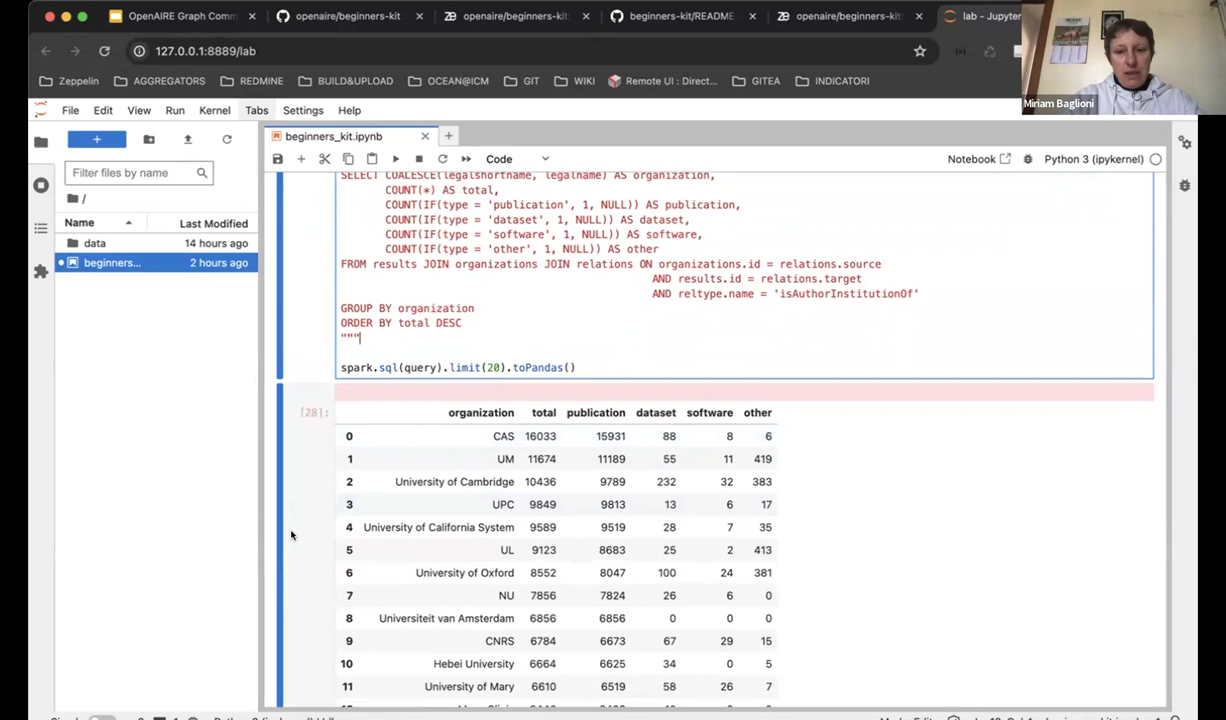 OpenAIRE Graph Comm
openaire/beginners-kit
openaire/beginners-kit
beginners-kit/README
openaire/beginners-kit
lab - Jupyter
127.0.0.1:8889/lab
Zeppelin AGGREGATORS REDMINE BUILD&UPLOAD OCEAN@ICM GIT WIKI Remote UI : Direct... GITEA INDICATORI
Miriam Baglioni
File Edit View Run Kernel Tabs Settings Help
beginners_kit.ipynb
Filter files by name
Code
Notebook
Python 3 (ipykernel)
/
Name Last Modified
data 14 hours ago
beginners... 2 hours ago
SELECT COALESCE(legalshortname, legalname) AS organization,
COUNT(*) AS total,
COUNT(IF(type = 'publication', 1, NULL)) AS publication,
COUNT(IF(type = 'dataset', 1, NULL)) AS dataset,
COUNT(IF(type = 'software', 1, NULL)) AS software,
COUNT(IF(type = 'other', 1, NULL)) AS other
FROM results JOIN organizations JOIN relations ON organizations.id = relations.source
AND results.id = relations.target
AND reltype.name = 'isAuthorInstitutionOf'
GROUP BY organization
ORDER BY total DESC
"""
spark.sql(query).limit(20).toPandas()
[28]:
organization total publication dataset software other
0 CAS 16033 15931 88 8 6
1 UM 11674 11189 55 11 419
2 University of Cambridge 10436 9789 232 32 383
3 UPC 9849 9813 13 6 17
4 University of California System 9589 9519 28 7 35
5 UL 9123 8683 25 2 413
6 University of Oxford 8552 8047 100 24 381
7 NU 7856 7824 26 6 0
8 Universiteit van Amsterdam 6856 6856 0 0 0
9 CNRS 6784 6673 67 29 15
10 Hebei University 6664 6625 34 0 5
11 University of Mary 6610 6519 58 26 7